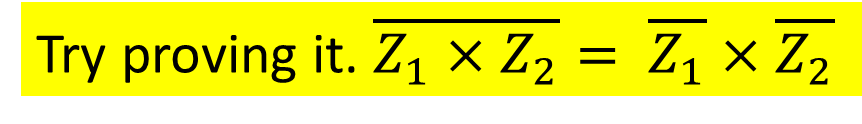 Try proving it. $\overline{Z_1 \times Z_2} = \overline{Z_1} \times \overline{Z_2}$